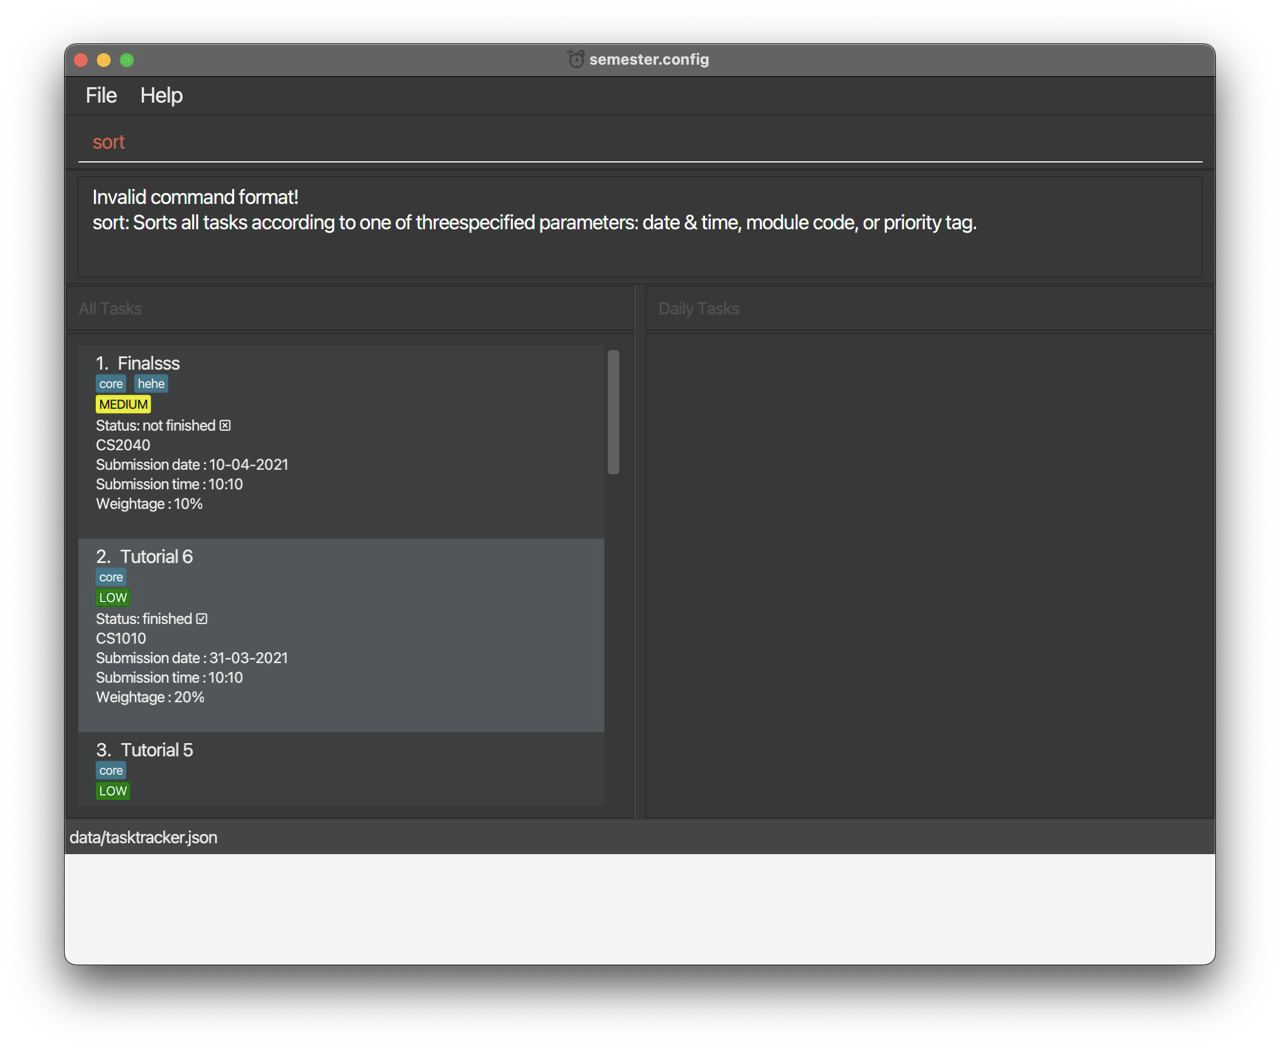 semester.config
File Help
sort
Invalid command format!
sort: Sorts all tasks according to one of threespecified parameters: date & time, module code, or priority tag.
All Tasks
Daily Tasks
1. Finalsss
core hehe
MEDIUM
Status: not finished
CS2040
Submission date : 10-04-2021
Submission time : 10:10
Weightage : 10%
2. Tutorial 6
core
LOW
Status: finished
CS1010
Submission date : 31-03-2021
Submission time : 10:10
Weightage : 20%
3. Tutorial 5
core
LOW
data/tasktracker.json